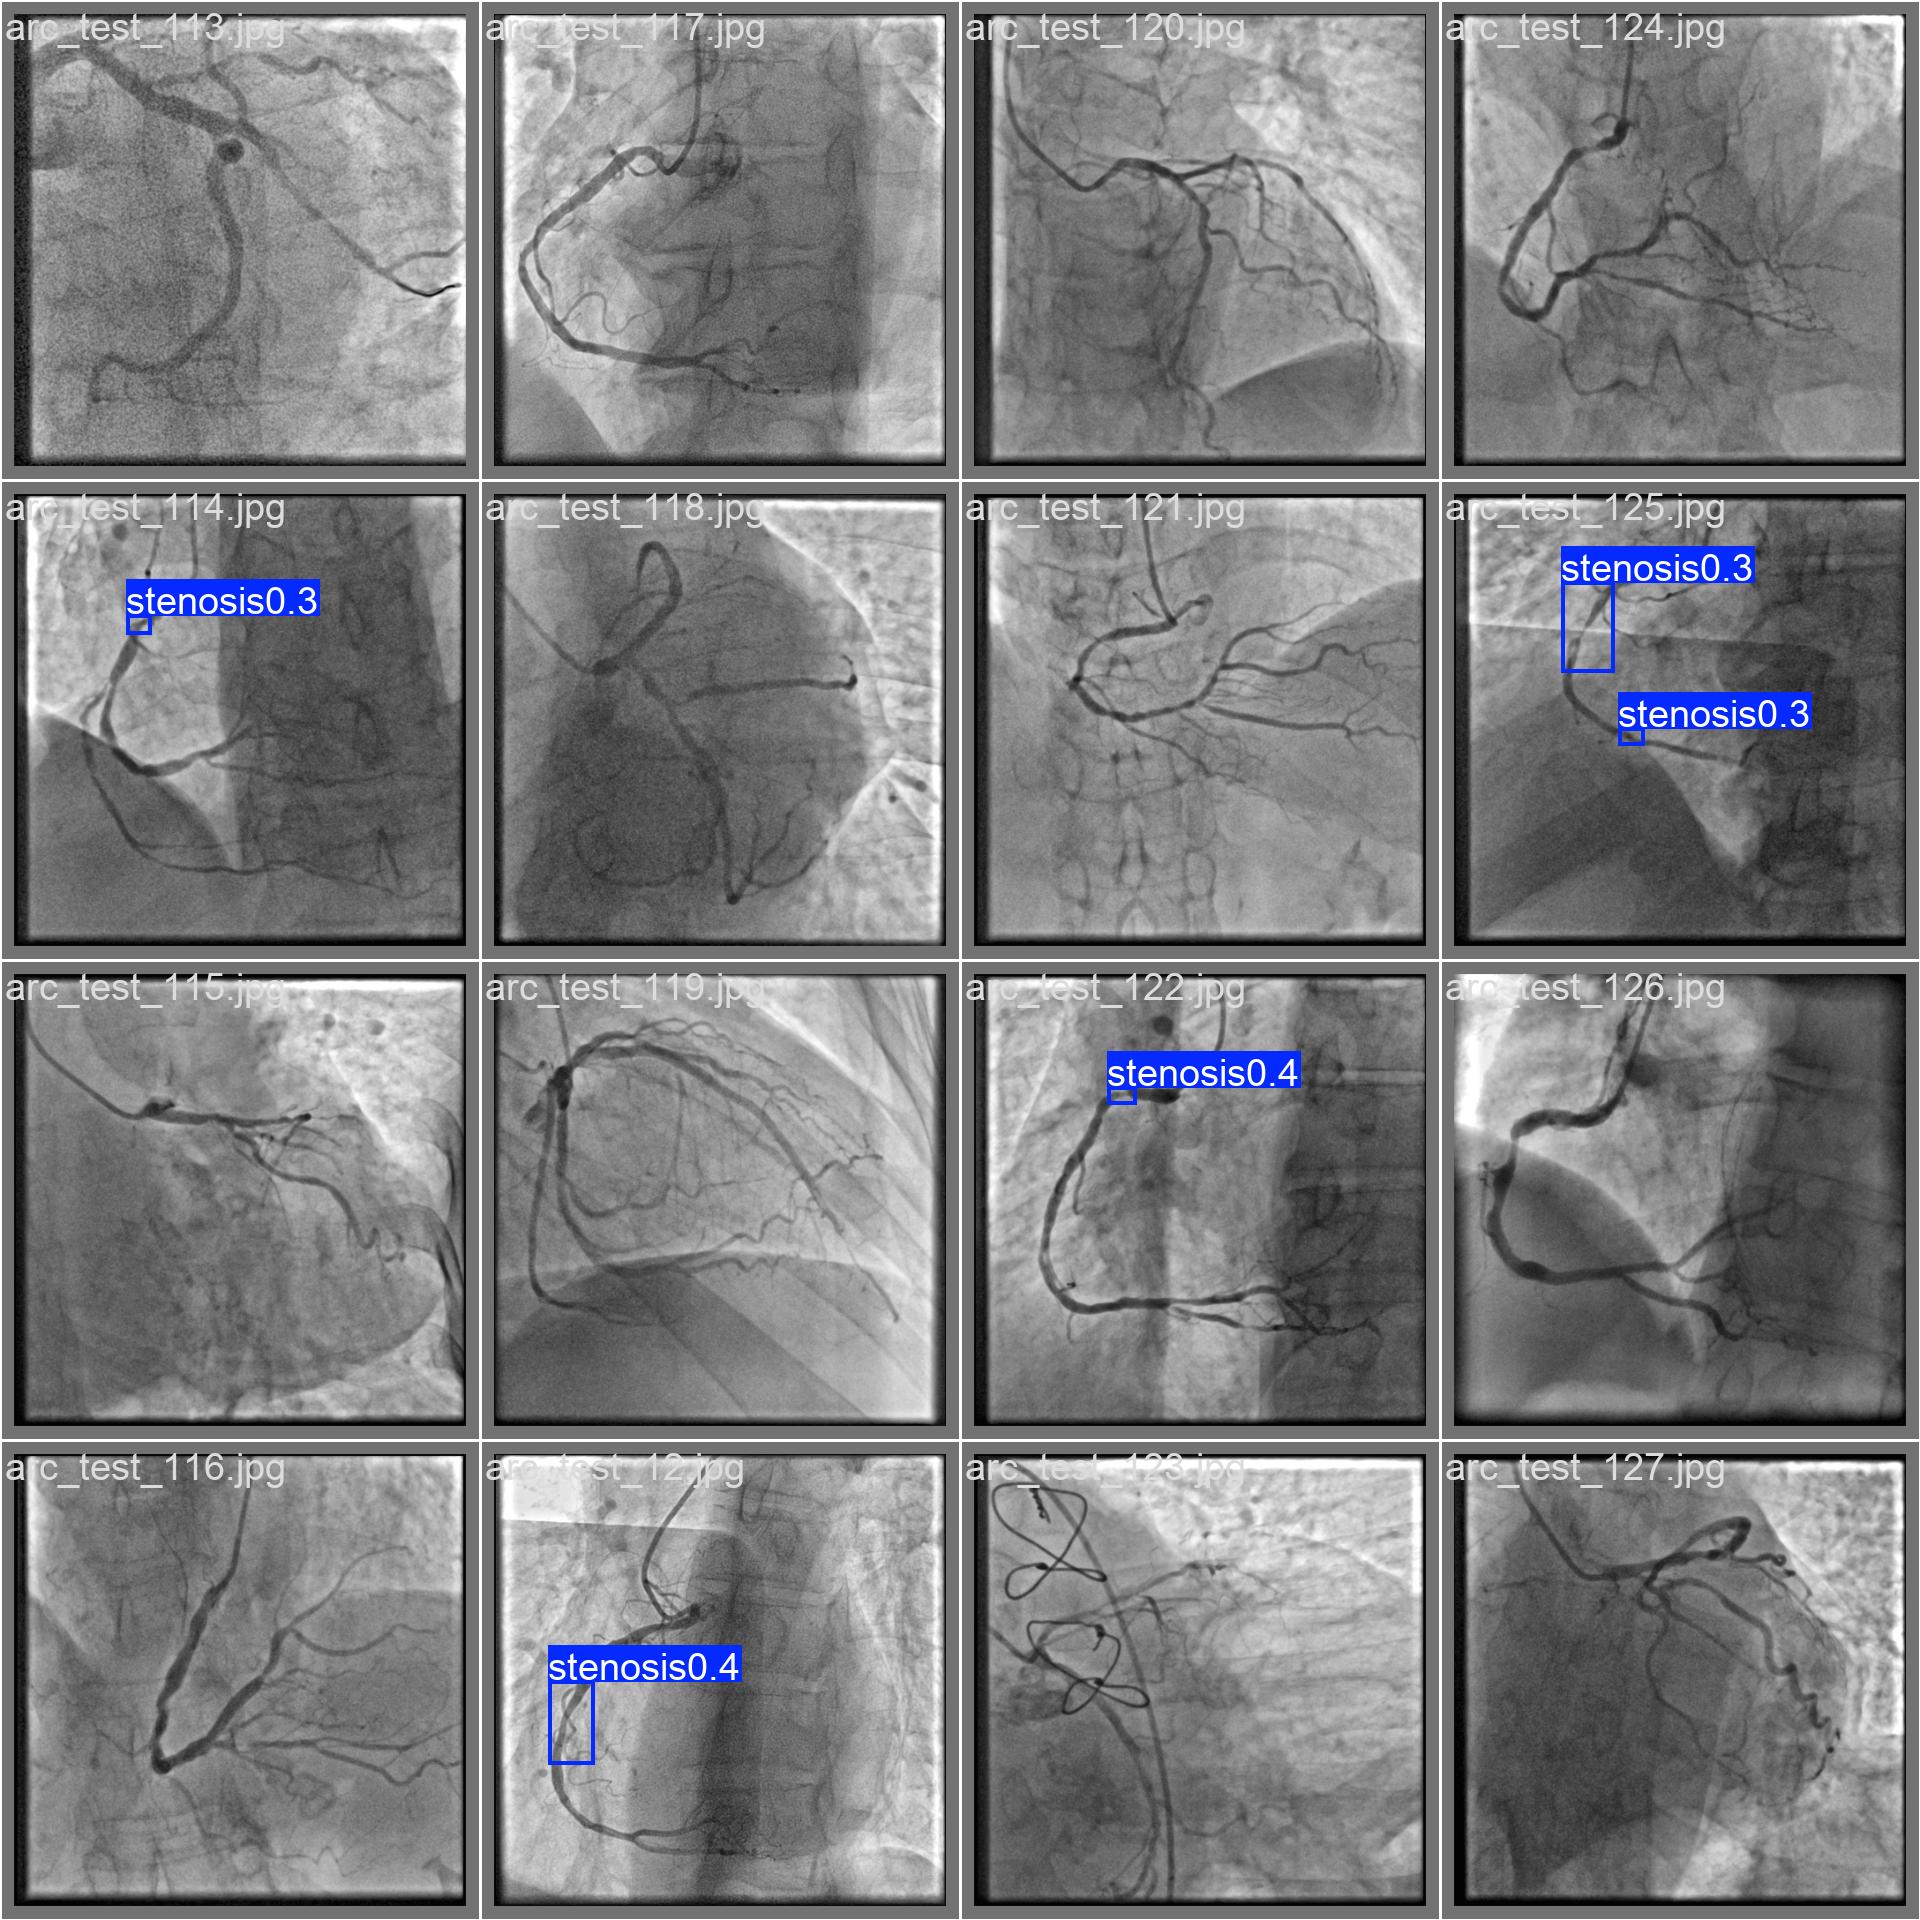 arc_test_113.jpg
arc_test_117.jpg
arc_test_120.jpg
arc_test_124.jpg
arc_test_114.jpg
stenosis0.3
arc_test_118.jpg
arc_test_121.jpg
arc_test_125.jpg
stenosis0.3
stenosis0.3
arc_test_115.jpg
arc_test_119.jpg
arc_test_122.jpg
stenosis0.4
arc_test_126.jpg
arc_test_116.jpg
arc_test_12.jpg
stenosis0.4
arc_test_123.jpg
arc_test_127.jpg